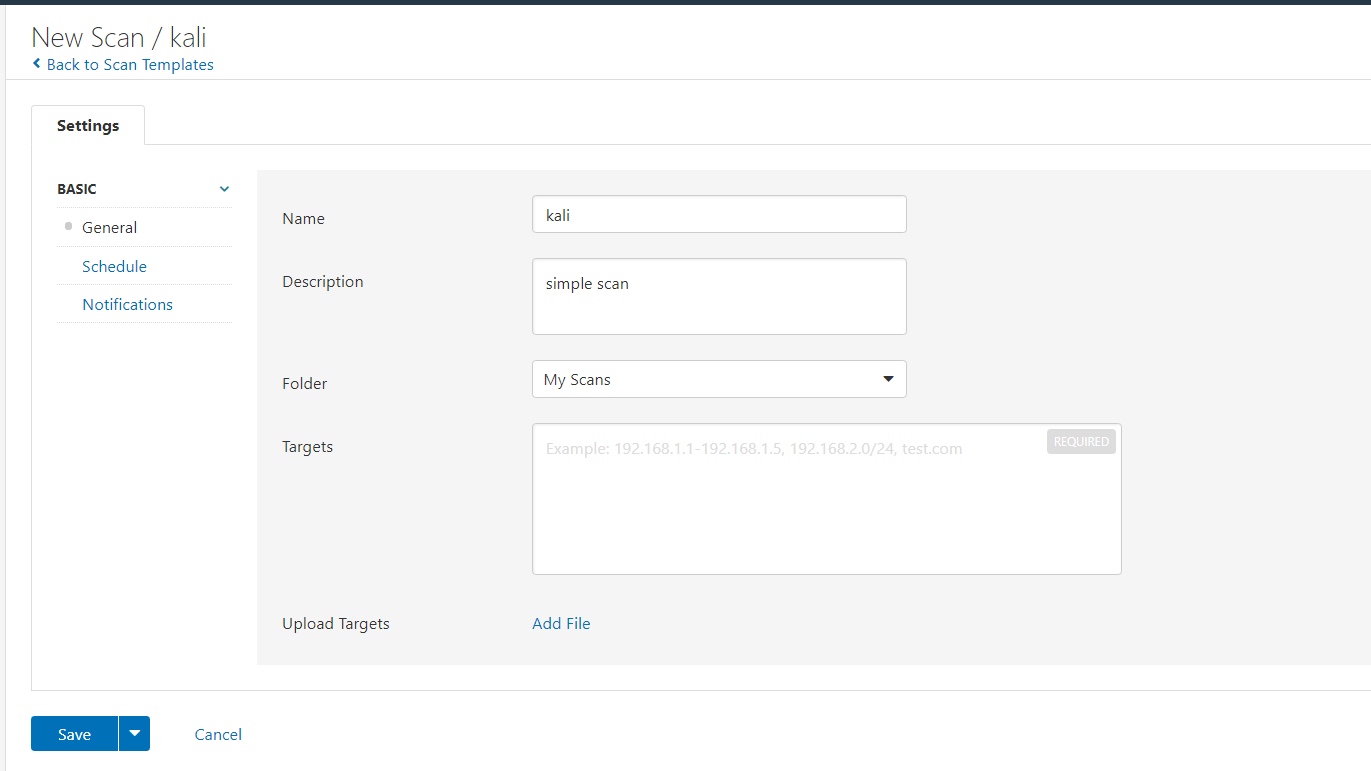 New Scan / kali
Back to Scan Templates
Settings
BASIC
General
Schedule
Notifications
Name
kali
Description
simple scan
Folder
My Scans
Targets
Example: 192.168.1.1-192.168.1.5, 192.168.2.0/24, test.com
REQUIRED
Upload Targets
Add File
Save
Cancel